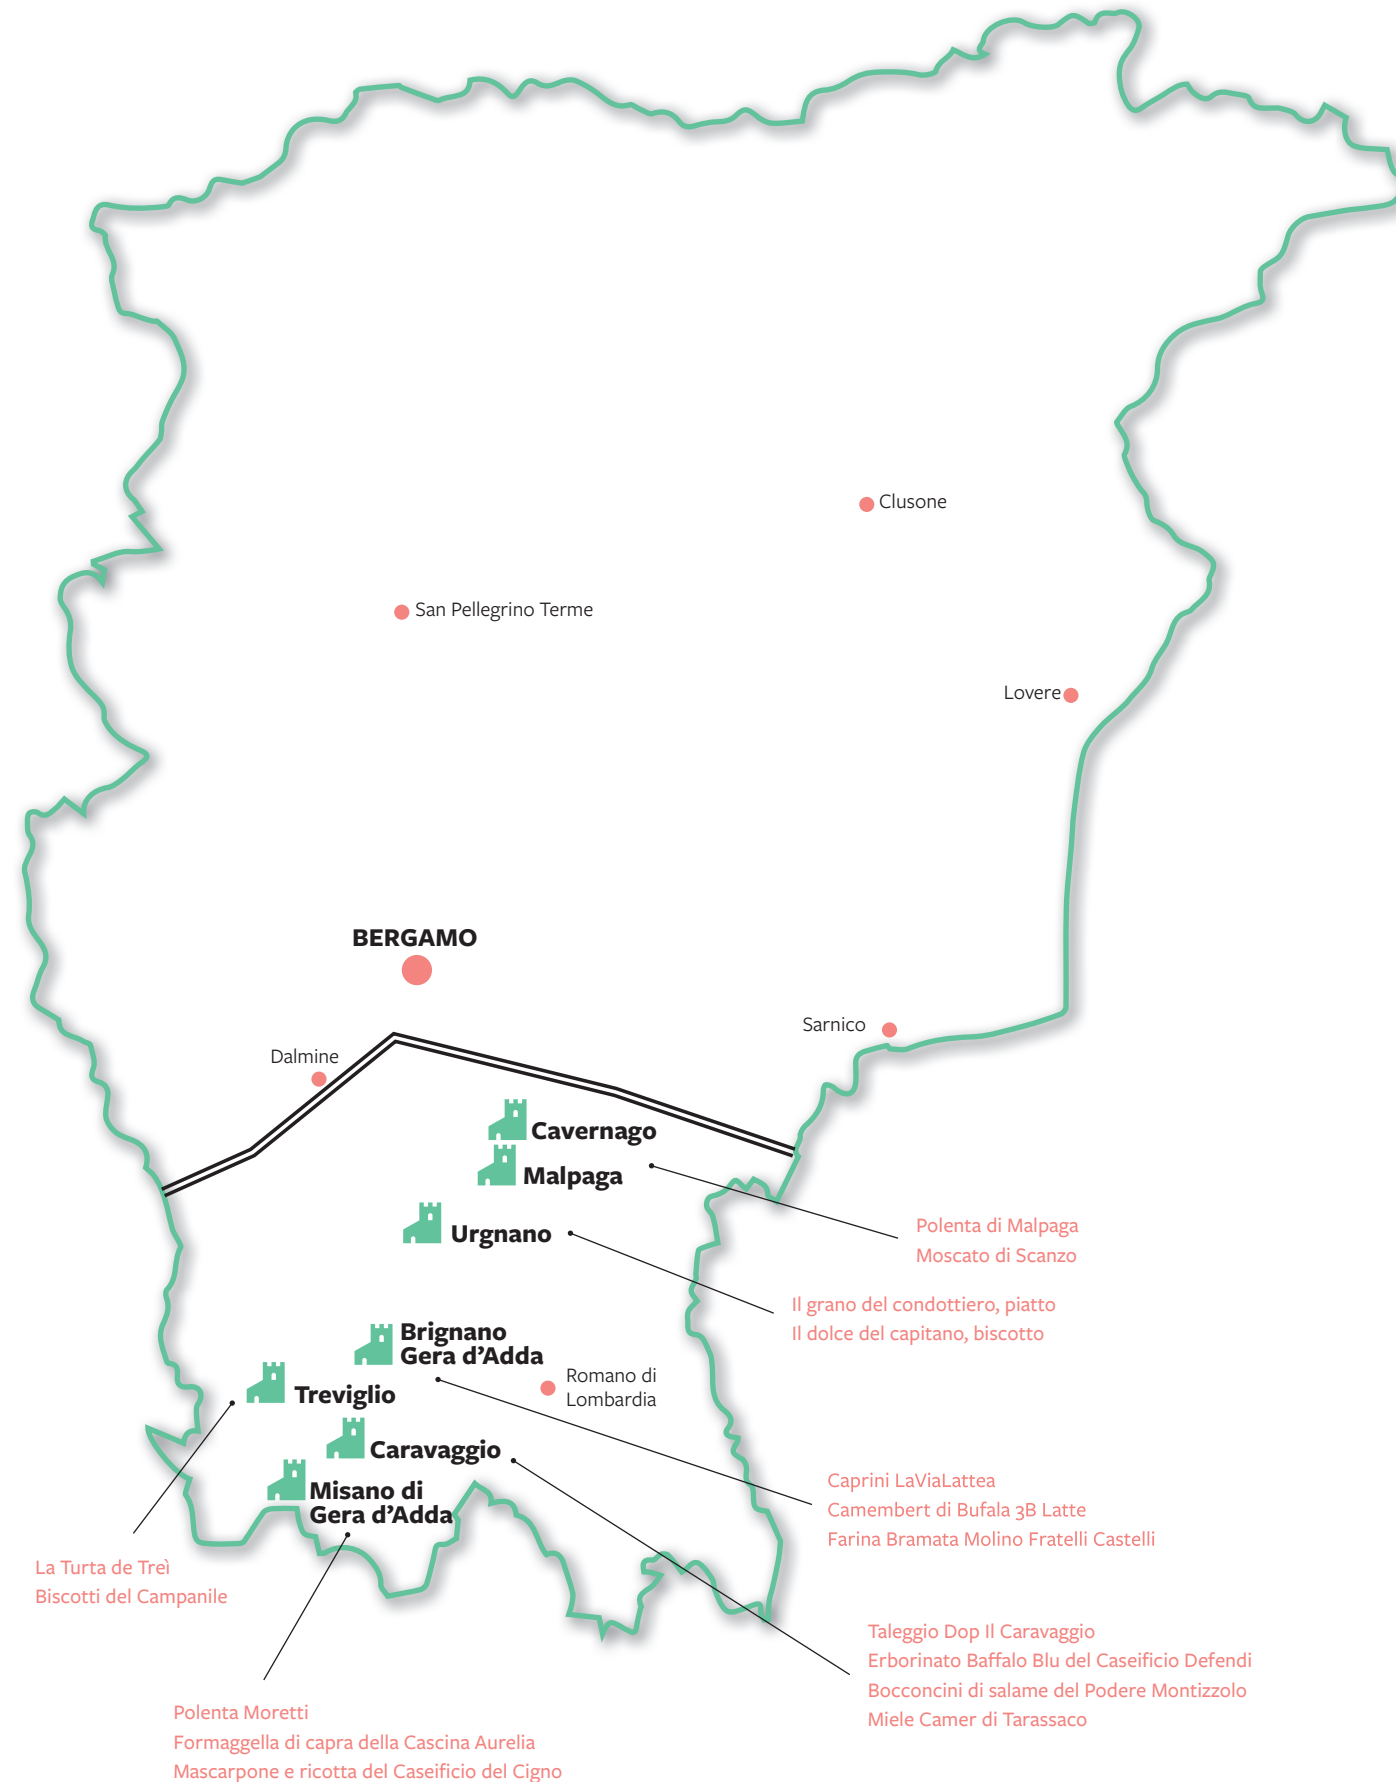 Clusone
San Pellegrino Terme
Lovere
BERGAMO
Sarnico
Dalmine
Cavernago
Malpaga
Urgnano
Polenta di Malpaga
Moscato di Scanzo
Il grano del condottiero, piatto
Il dolce del capitano, biscotto
Brignano
Gera d'Adda
Romano di
Lombardia
Treviglio
Caravaggio
Misano di
Gera d'Adda
Caprini LaViaLattea
Camembert di Bufala 3B Latte
Farina Bramata Molino Fratelli Castelli
La Turta de Treì
Biscotti del Campanile
Taleggio Dop Il Caravaggio
Erborinato Baffalo Blu del Caseificio Defendi
Bocconcini di salame del Podere Montizzolo
Miele Camer di Tarassaco
Polenta Moretti
Formaggella di capra della Cascina Aurelia
Mascarpone e ricotta del Caseificio del Cigno